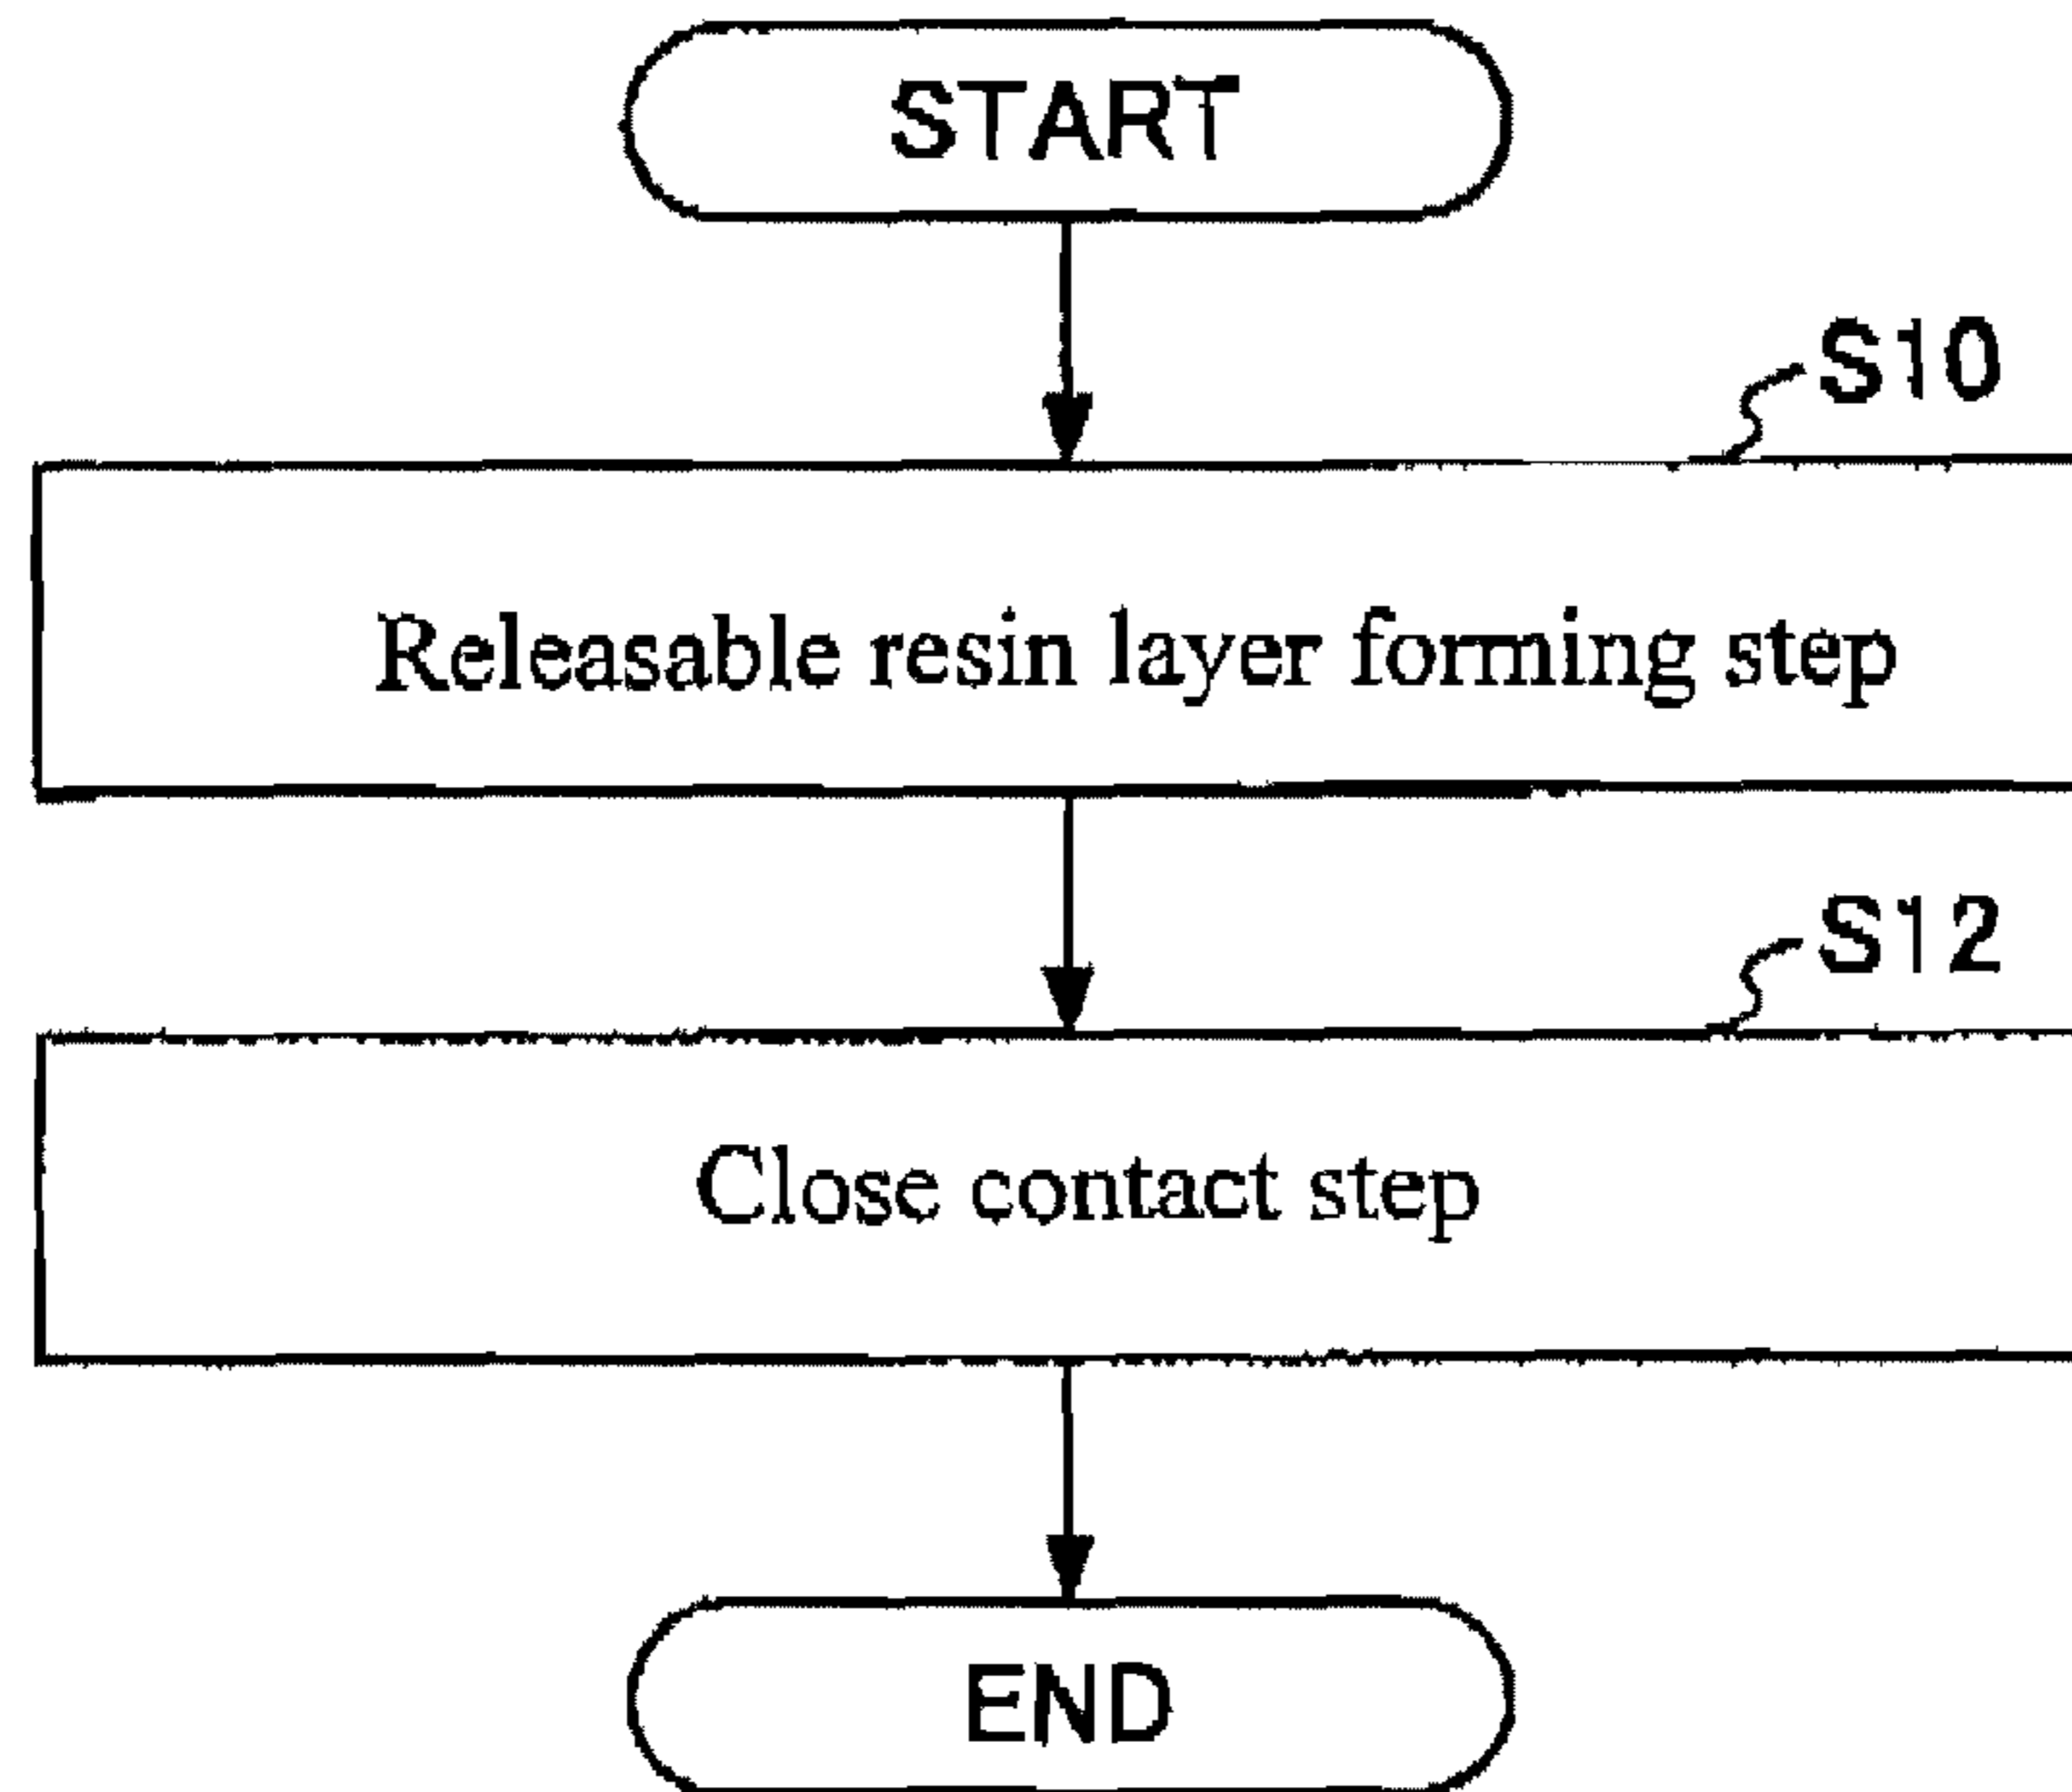 START
S10
Releasable resin layer forming step
S12
Close contact step
END